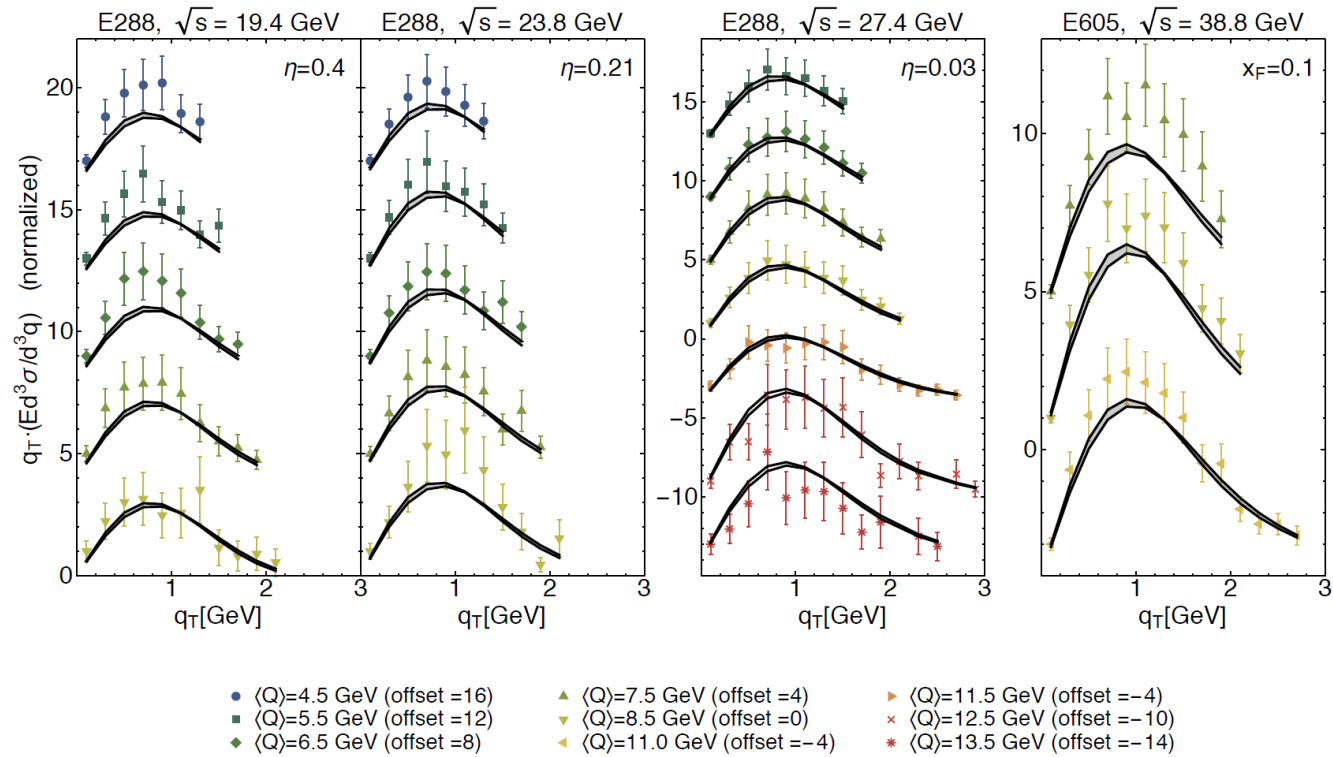 E288, √s = 19.4 GeV
E288, √s = 23.8 GeV
E288, √s = 27.4 GeV
E605, √s = 38.8 GeV
η=0.4
η=0.21
η=0.03
x_F=0.1
q_T·(Ed³σ/d³q) (normalized)
20
15
10
5
0
15
10
5
0
−5
−10
10
5
0
1
2
1
2
3
1
2
3
1
2
3
q_T[GeV]
q_T[GeV]
q_T[GeV]
q_T[GeV]
⟨Q⟩=4.5 GeV (offset =16)
⟨Q⟩=5.5 GeV (offset =12)
⟨Q⟩=6.5 GeV (offset =8)
⟨Q⟩=7.5 GeV (offset =4)
⟨Q⟩=8.5 GeV (offset =0)
⟨Q⟩=11.0 GeV (offset =−4)
⟨Q⟩=11.5 GeV (offset =−4)
⟨Q⟩=12.5 GeV (offset =−10)
⟨Q⟩=13.5 GeV (offset =−14)